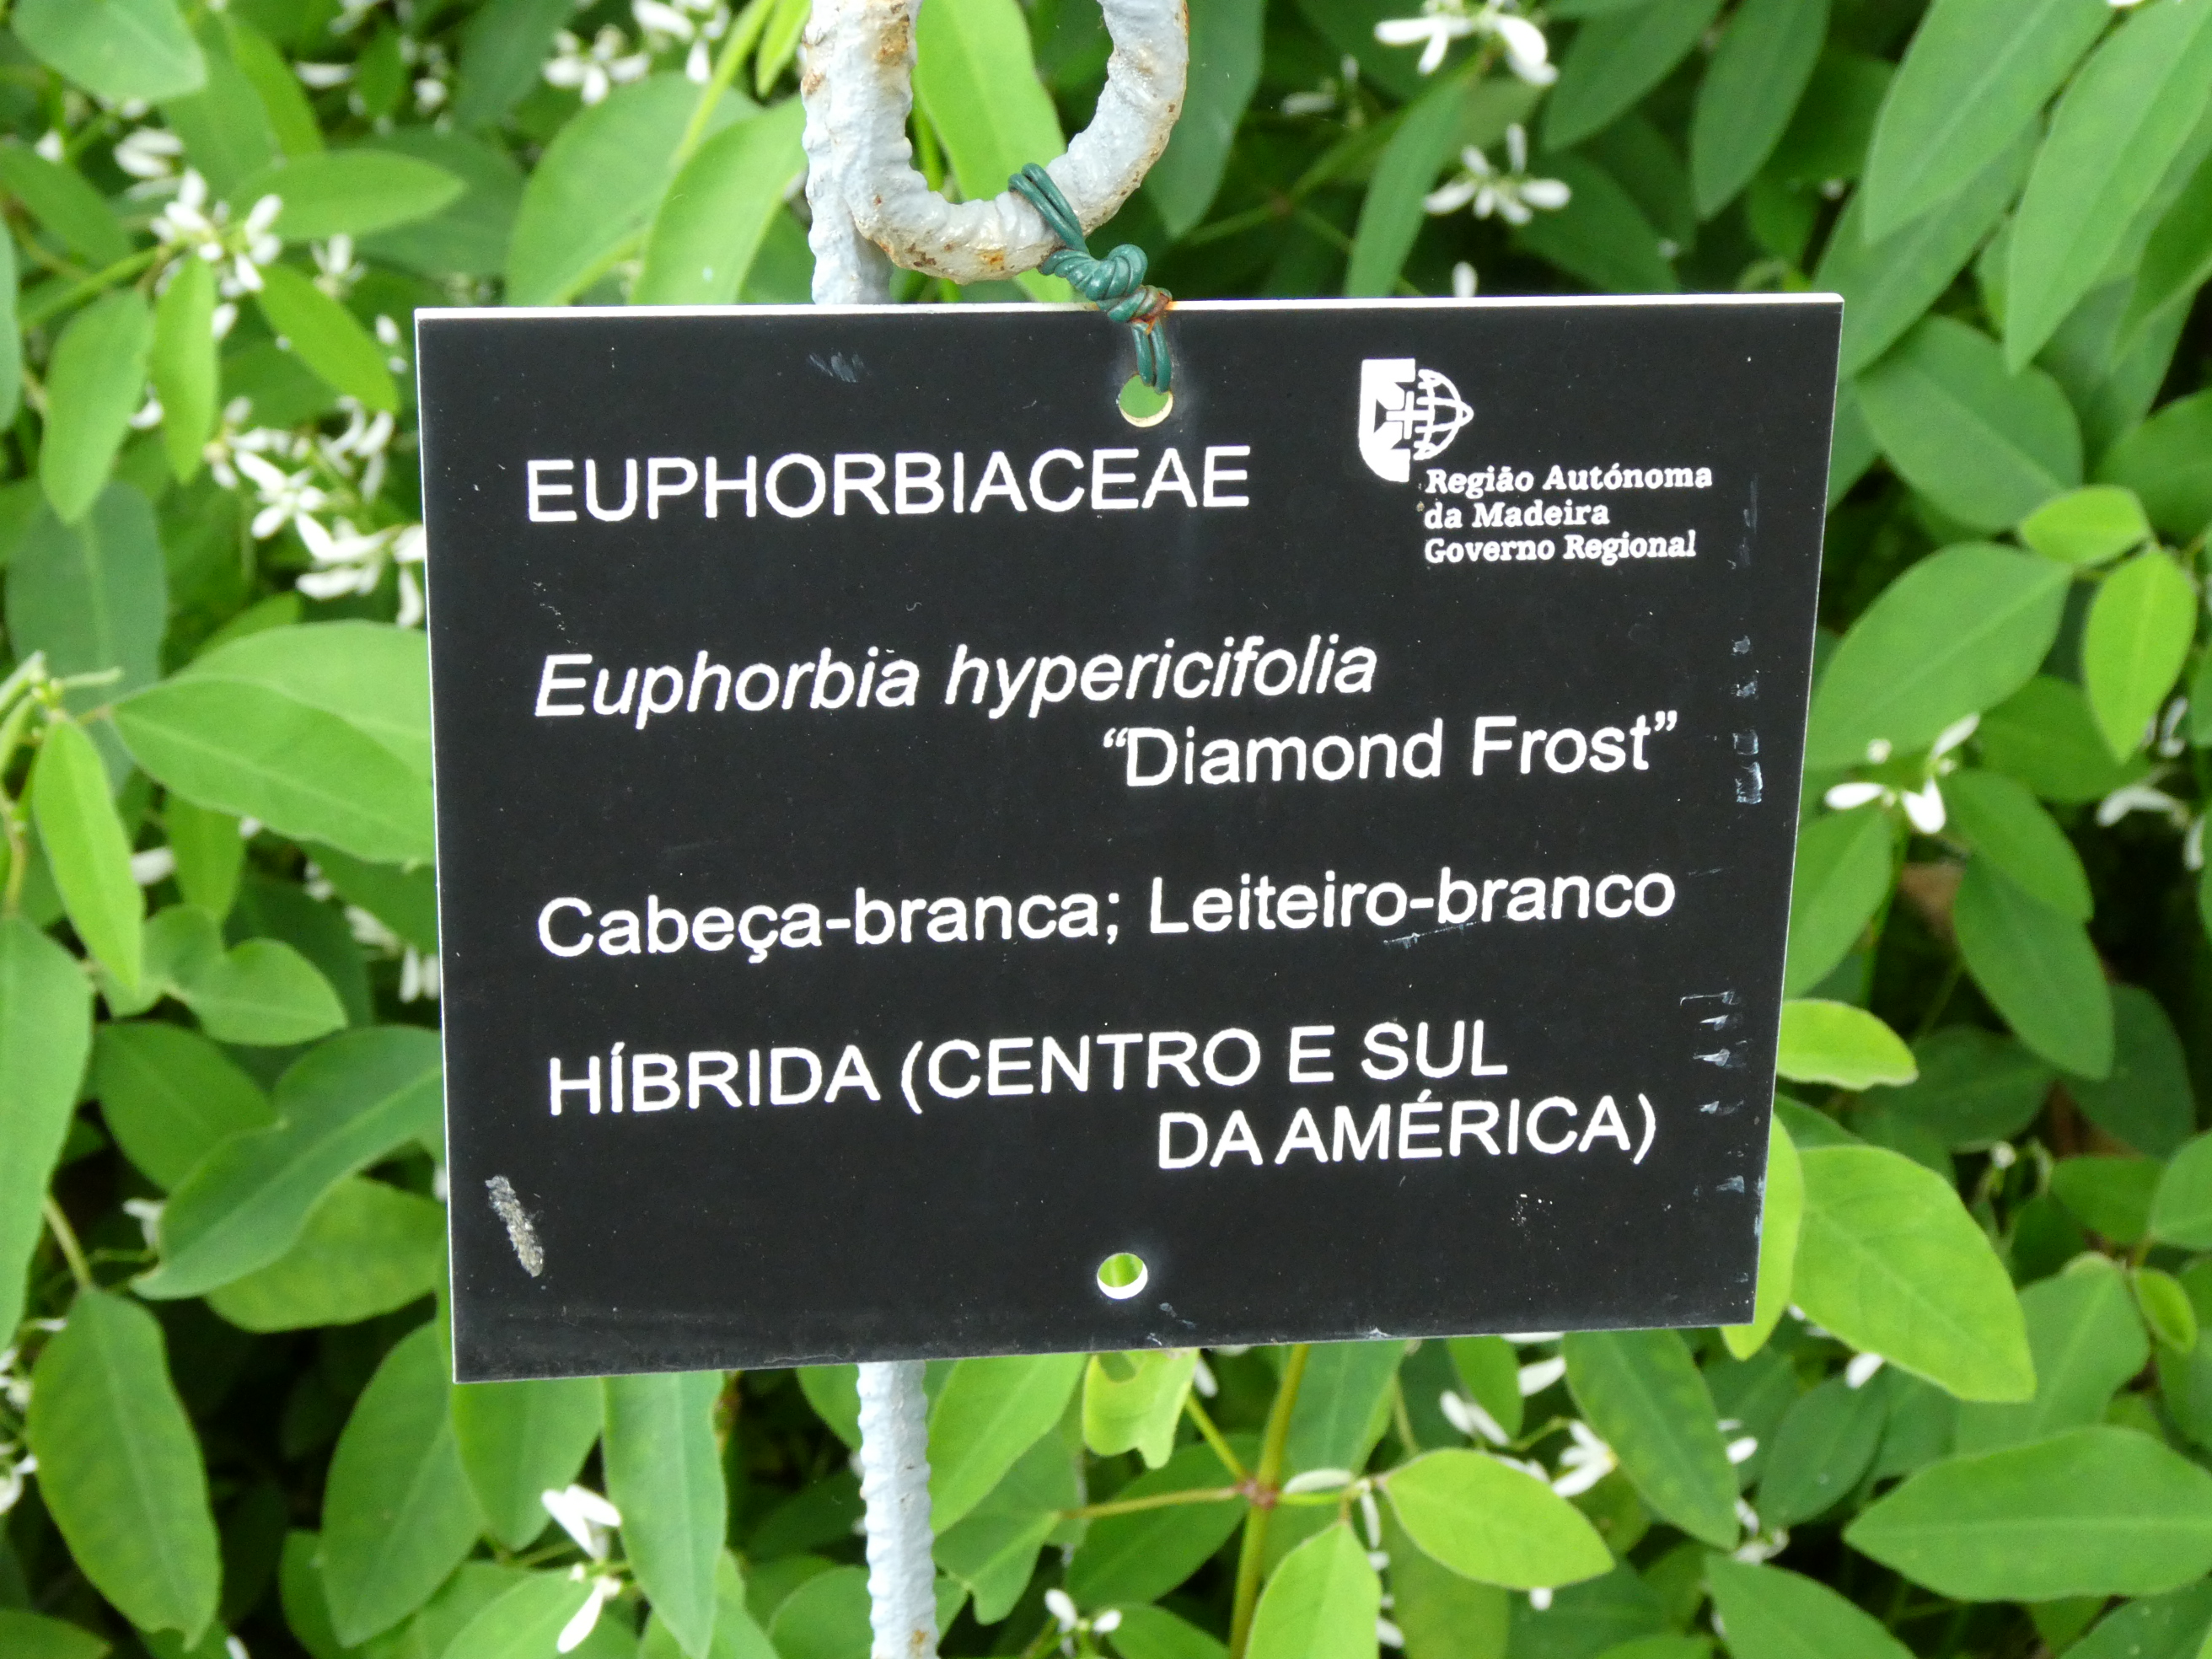 EUPHORBIACEAE
Região Autónoma
da Madeira
Governo Regional
Euphorbia hypericifolia
“Diamond Frost”
Cabeça-branca; Leiteiro-branco
HÍBRIDA (CENTRO E SUL
DA AMÉRICA)